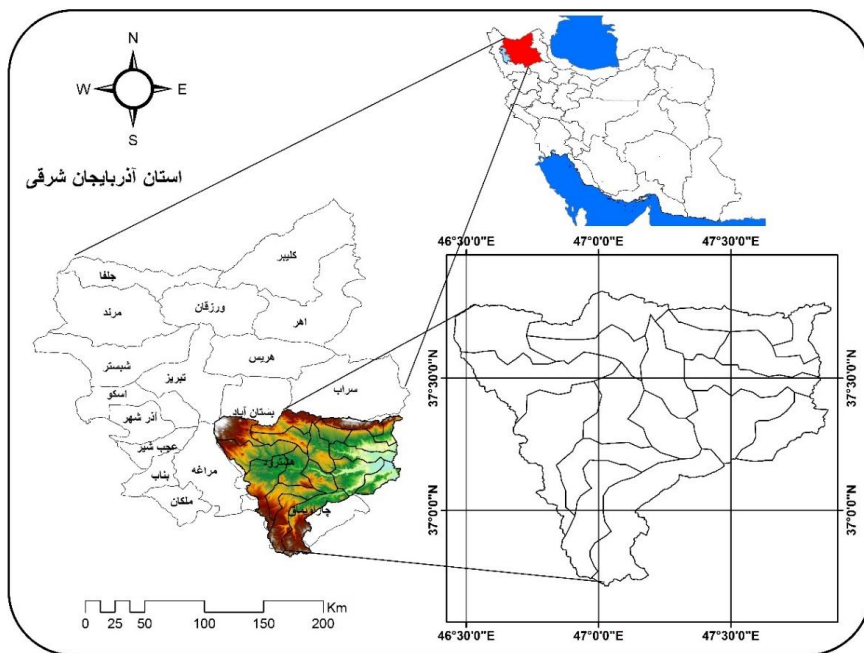 N
W E
S
استان آذربایجان شرقی
کلیبر
جلفا
ورزقان
مرند
اهر
هریس
شبستر
تبریز
سراب
اسکو
بستان آباد
آذر شهر
عجب شیر
هشترود
مراغه
بناب
ملکان
چاراویماق
Km
0 25 50 100 150 200
46°30'0"E 47°0'0"E 47°30'0"E
37°30'0"N 37°30'0"N
37°0'0"N 37°0'0"N
46°30'0"E 47°0'0"E 47°30'0"E